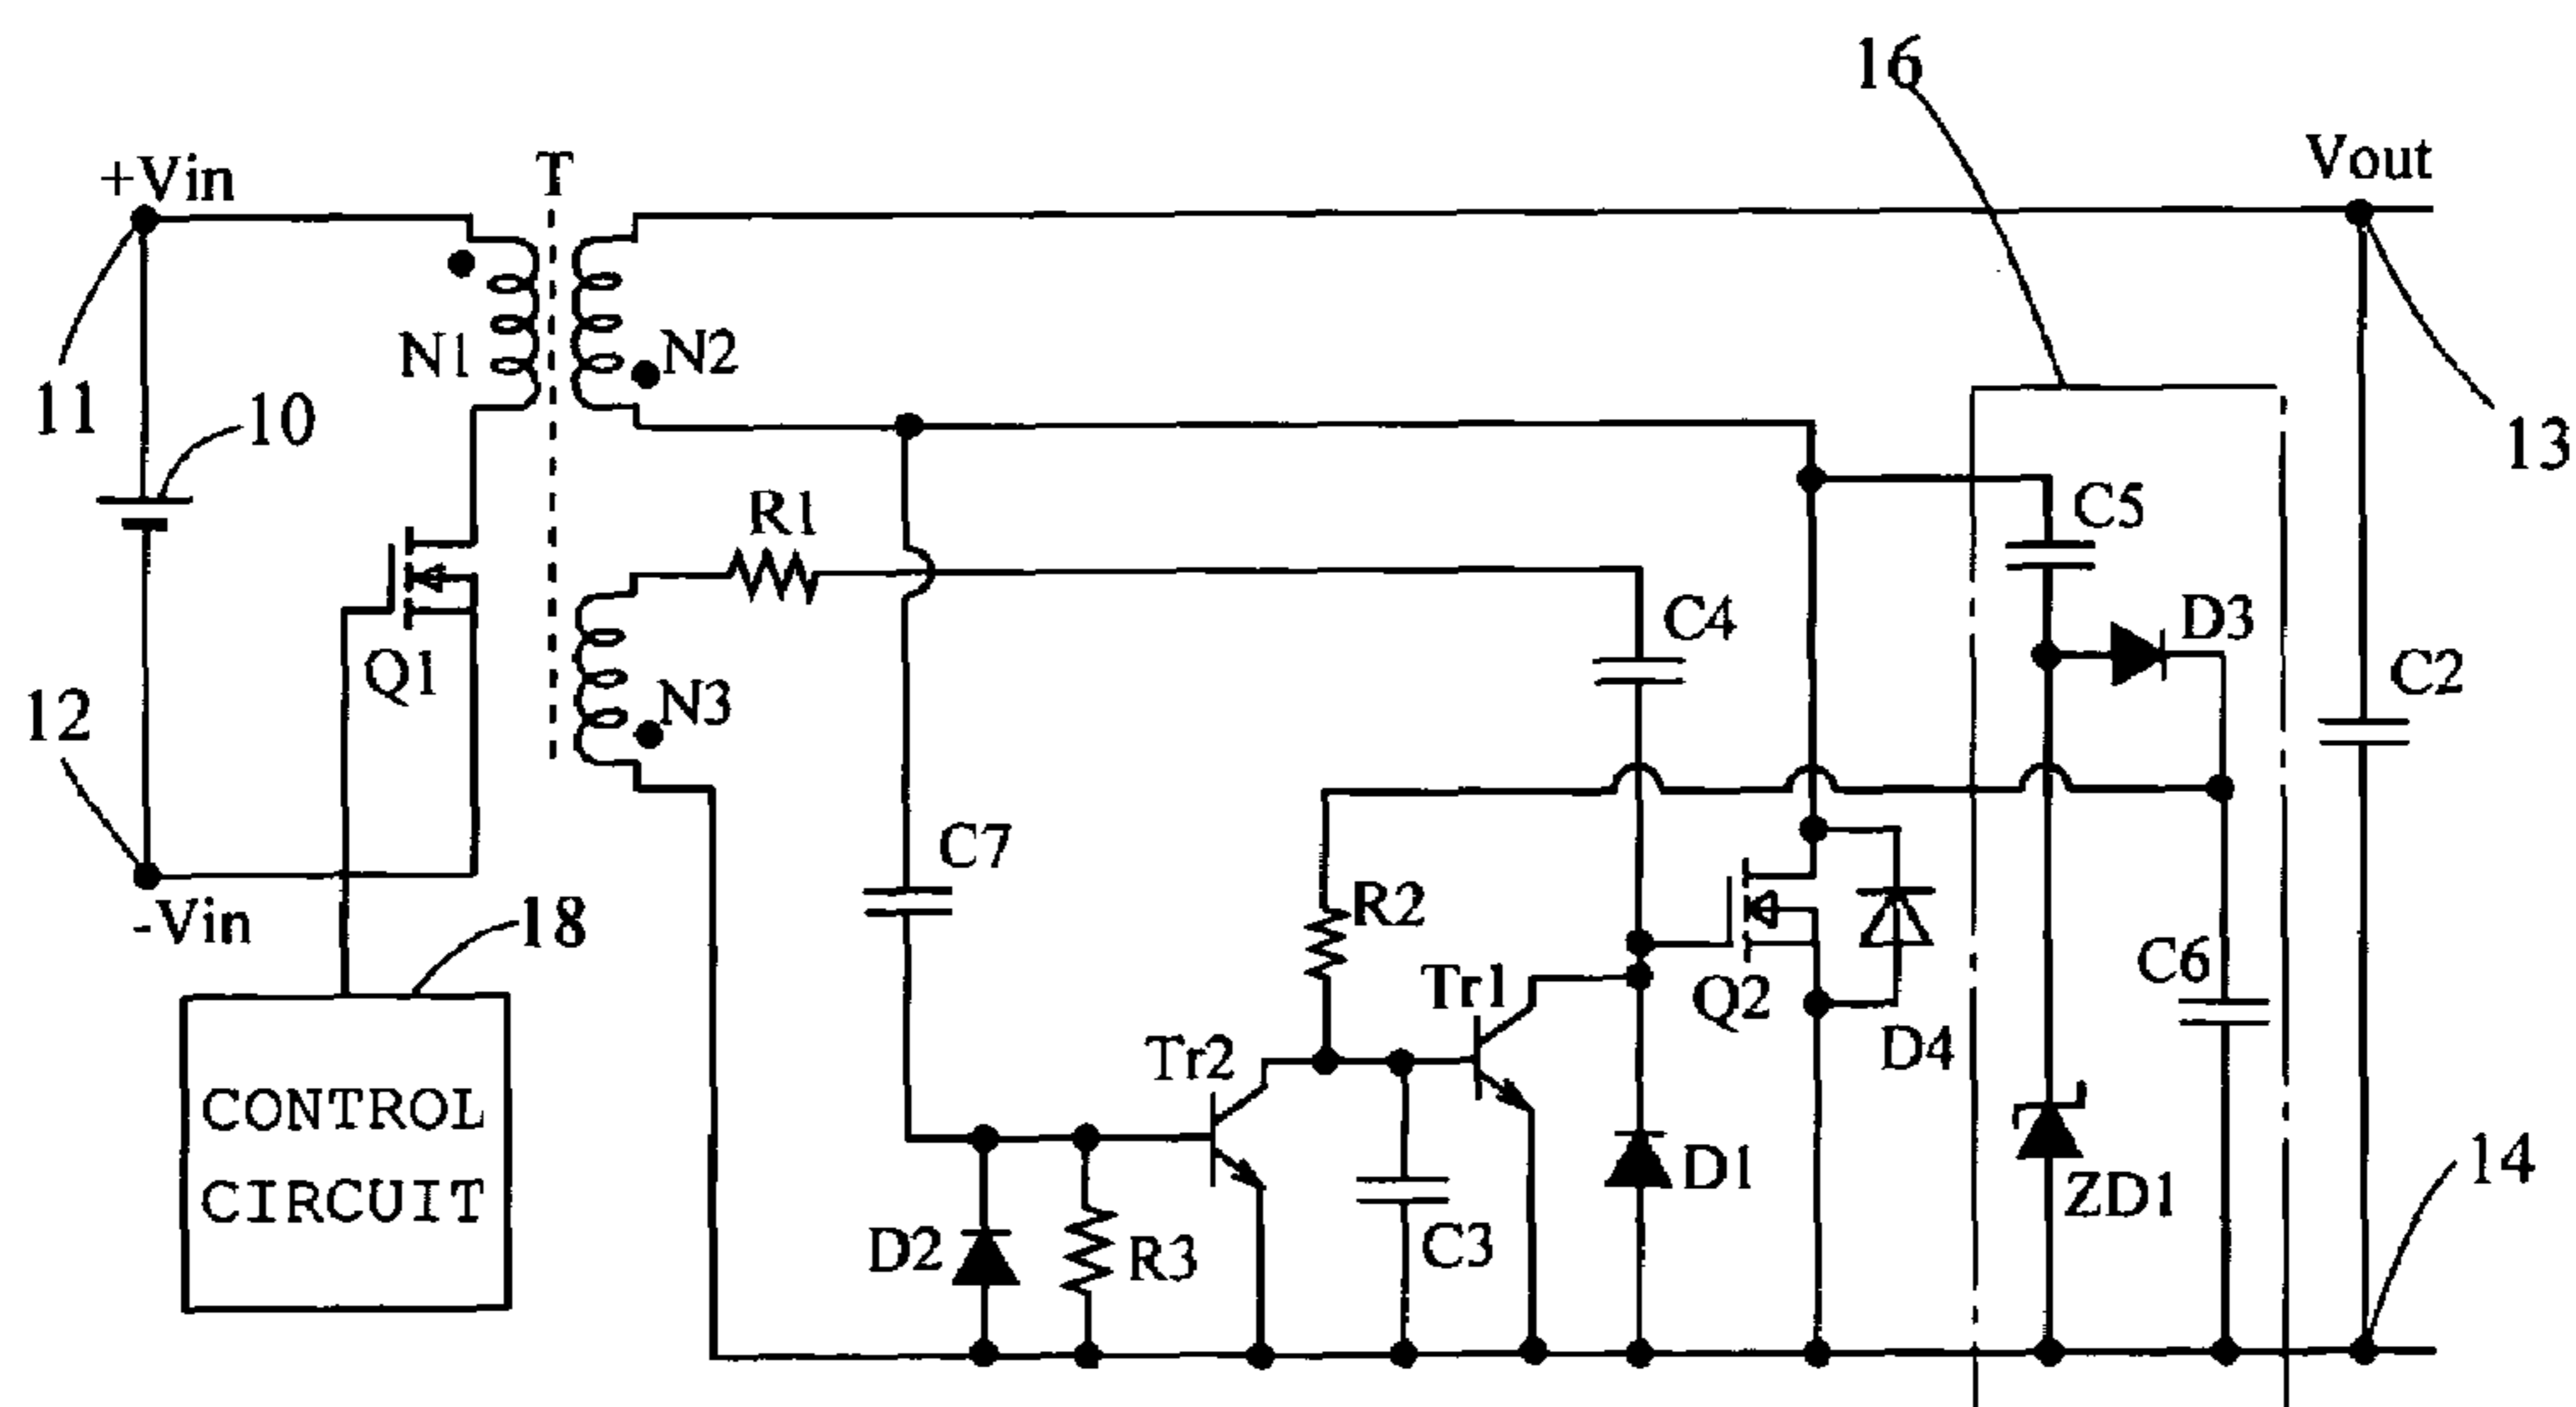 16
Vout
+Vin
T
N1
N2
11
10
13
R1
C5
C4
D3
Q1
N3
C2
12
C7
R2
-Vin
18
Tr1
Q2
C6
Tr2
D4
CONTROL
CIRCUIT
D1
14
ZD1
D2
R3
C3